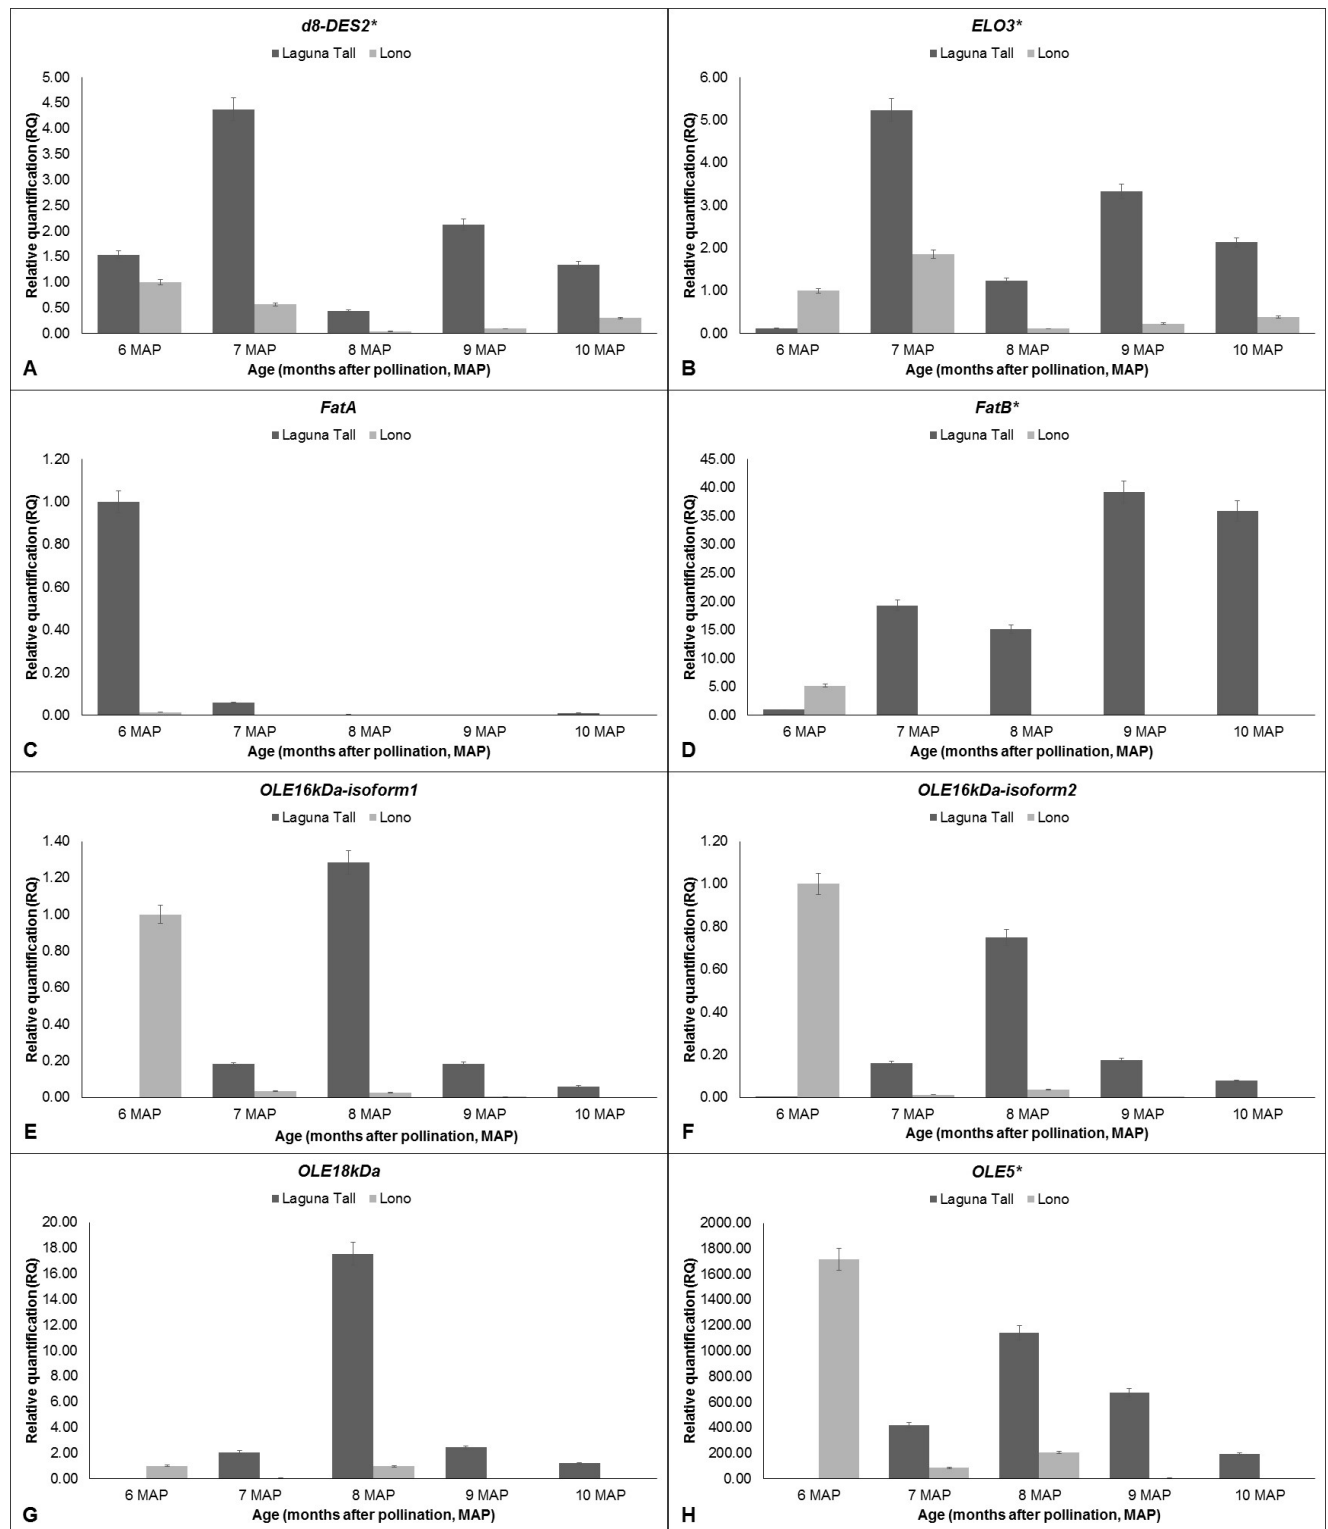 d8-DES2*
Laguna Tall Lono
Relative quantification (RQ)
5.00
4.50
4.00
3.50
3.00
2.50
2.00
1.50
1.00
0.50
0.00
6 MAP 7 MAP 8 MAP 9 MAP 10 MAP
Age (months after pollination, MAP)
A
ELO3*
Laguna Tall Lono
Relative quantification (RQ)
6.00
5.00
4.00
3.00
2.00
1.00
0.00
6 MAP 7 MAP 8 MAP 9 MAP 10 MAP
Age (months after pollination, MAP)
B
FatA
Laguna Tall Lono
Relative quantification (RQ)
1.20
1.00
0.80
0.60
0.40
0.20
0.00
6 MAP 7 MAP 8 MAP 9 MAP 10 MAP
Age (months after pollination, MAP)
C
FatB*
Laguna Tall Lono
Relative quantification (RQ)
45.00
40.00
35.00
30.00
25.00
20.00
15.00
10.00
5.00
0.00
6 MAP 7 MAP 8 MAP 9 MAP 10 MAP
Age (months after pollination, MAP)
D
OLE16kDa-isoform1
Laguna Tall Lono
Relative quantification (RQ)
1.40
1.20
1.00
0.80
0.60
0.40
0.20
0.00
6 MAP 7 MAP 8 MAP 9 MAP 10 MAP
Age (months after pollination, MAP)
E
OLE16kDa-isoform2
Laguna Tall Lono
Relative quantification (RQ)
1.20
1.00
0.80
0.60
0.40
0.20
0.00
6 MAP 7 MAP 8 MAP 9 MAP 10 MAP
Age (months after pollination, MAP)
F
OLE18kDa
Laguna Tall Lono
Relative quantification (RQ)
20.00
18.00
16.00
14.00
12.00
10.00
8.00
6.00
4.00
2.00
0.00
6 MAP 7 MAP 8 MAP 9 MAP 10 MAP
Age (months after pollination, MAP)
G
OLE5*
Laguna Tall Lono
Relative quantification (RQ)
2000.00
1800.00
1600.00
1400.00
1200.00
1000.00
800.00
600.00
400.00
200.00
0.00
6 MAP 7 MAP 8 MAP 9 MAP 10 MAP
Age (months after pollination, MAP)
H